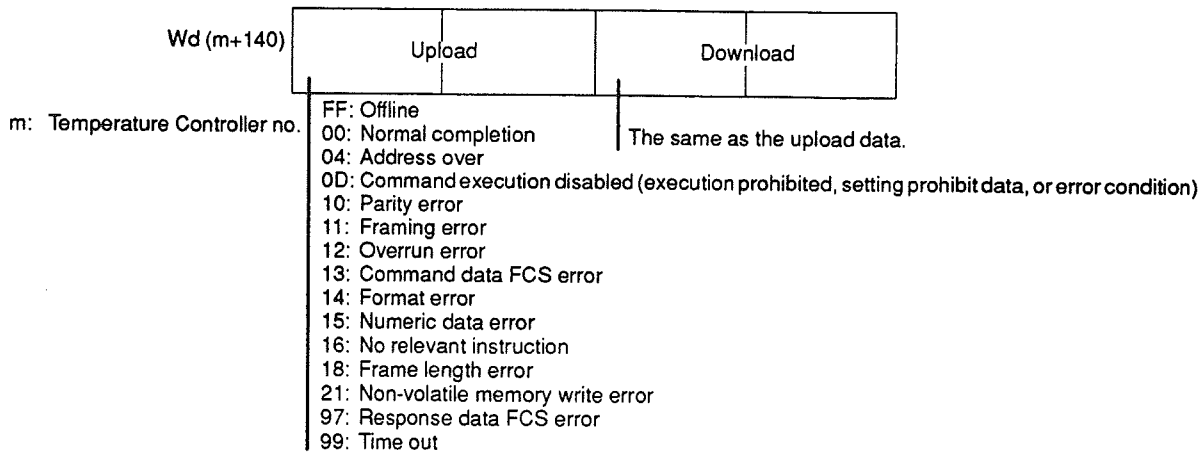 Wd (m+140)
Upload
Download
m: Temperature Controller no.
FF: Offline
00: Normal completion
04: Address over
0D: Command execution disabled (execution prohibited, setting prohibit data, or error condition)
10: Parity error
11: Framing error
12: Overrun error
13: Command data FCS error
14: Format error
15: Numeric data error
16: No relevant instruction
18: Frame length error
21: Non-volatile memory write error
97: Response data FCS error
99: Time out
The same as the upload data.